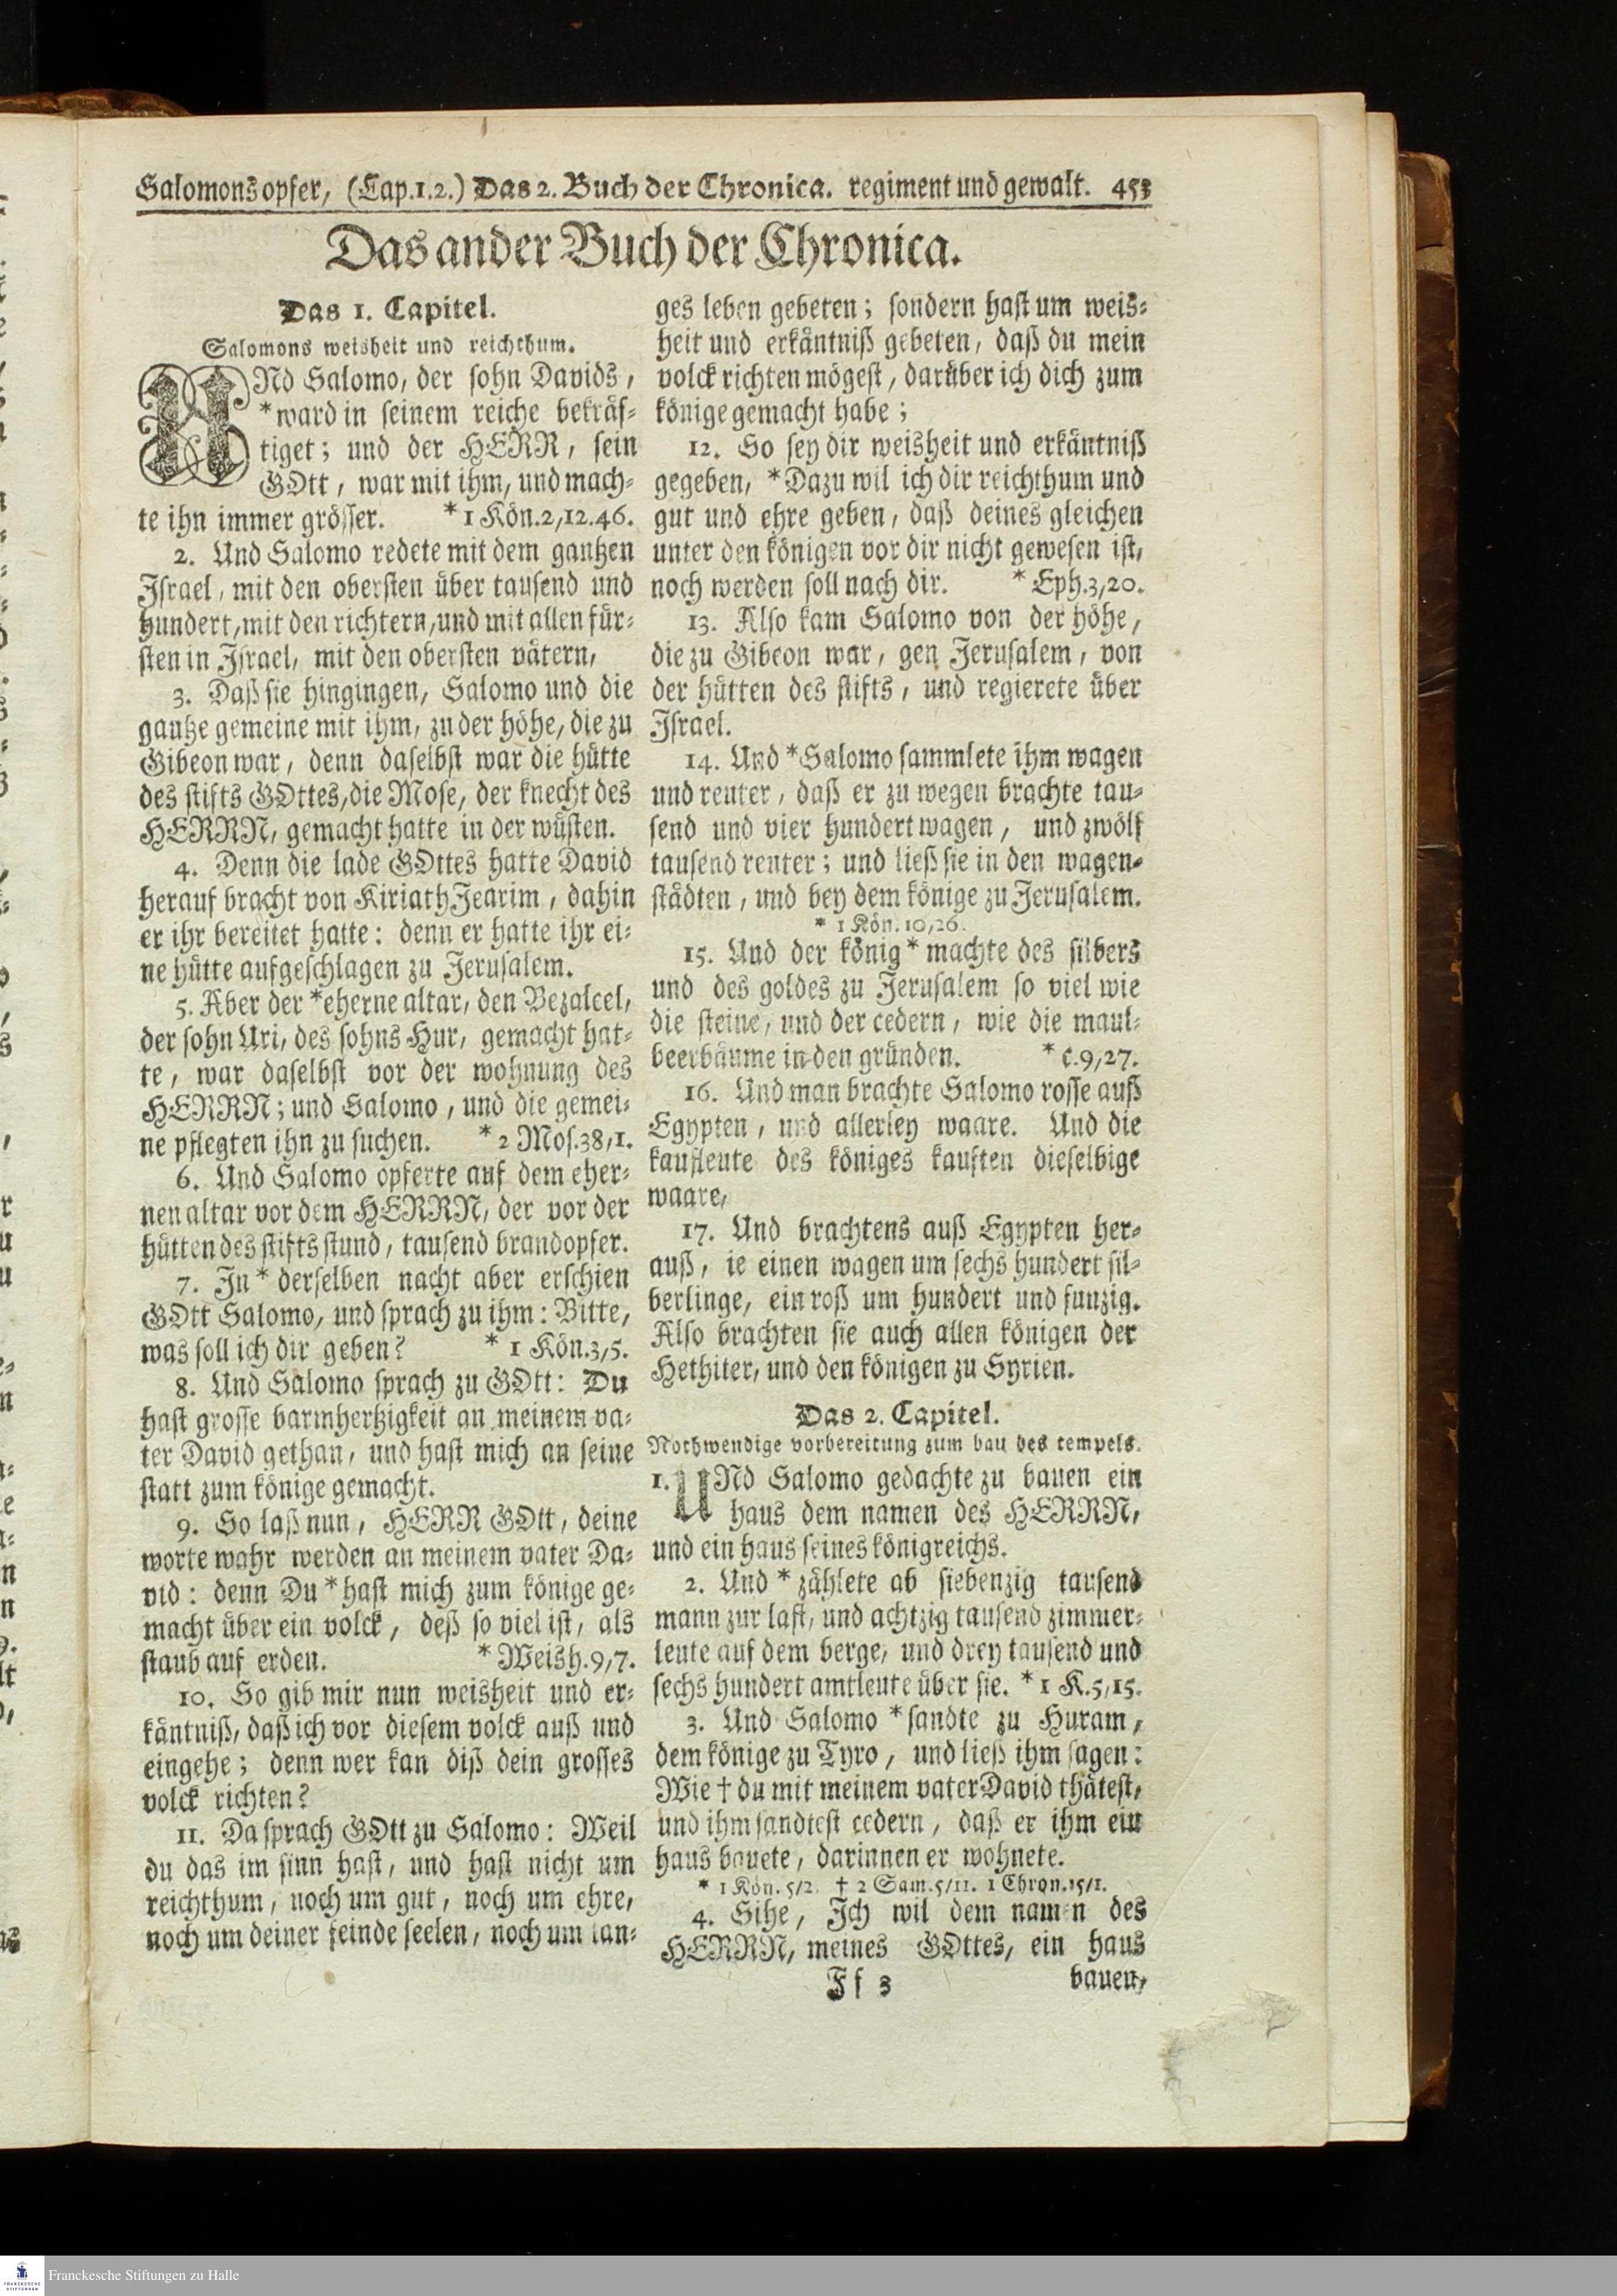 Salomons opfer, (Cap.1.2.) Das 2. Buch der Chronica. regiment und gewalt. 453
Das ander Buch der Chronica.
Das 1. Capitel.
Salomons weisheit und reichthum.
UNd Salomo, der sohn Davids,
*ward in seinem reiche bekräf-
tiget; und der HERR, sein
GOtt, war mit ihm, und mach-
te ihn immer grösser. *1 Kön.2,12.46.
2. Und Salomo redete mit dem gantzen
Israel, mit den obersten über tausend und
hundert, mit den richtern, und mit allen für-
sten in Israel, mit den obersten vätern,
3. Daß sie hingingen, Salomo und die
gantze gemeine mit ihm, zu der höhe, die zu
Gibeon war, denn daselbst war die hütte
des stifts GOttes, die Mose, der knecht des
HERRN, gemacht hatte in der wüsten.
4. Denn die lade GOttes hatte David
herauf bracht von Kiriath Jearim, dahin
er ihr bereitet hatte: denn er hatte ihr ei-
ne hütte aufgeschlagen zu Jerusalem.
5. Aber der *eherne altar, den Bezaleel,
der sohn Uri, des sohns Hur, gemacht hat-
te, war daselbst vor der wohnung des
HERRN; und Salomo, und die gemei-
ne pflegten ihn zu suchen. *2 Mos.38,1.
6. Und Salomo opferte auf dem eher-
nen altar vor dem HERRN, der vor der
hütten des stifts stund, tausend brandopfer.
7. In * derselben nacht aber erschien
GOtt Salomo, und sprach zu ihm: Bitte,
was soll ich dir geben? * 1 Kön.3,5.
8. Und Salomo sprach zu GOtt: Du
hast grosse barmhertzigkeit an meinem va-
ter David gethan, und hast mich an seine
statt zum könige gemacht.
9. So laß nun, HERR GOtt, deine
worte wahr werden an meinem vater Da-
vid: denn Du * hast mich zum könige ge-
macht über ein volck, deß so viel ist, als
staub auf erden. * Weish.9,7.
10. So gib mir nun weisheit und er-
käntniß, daß ich vor diesem volck auß und
eingehe; denn wer kan diß dein grosses
volck richten?
11. Da sprach GOtt zu Salomo: Weil
du das im sinn hast, und hast nicht um
reichthum, noch um gut, noch um ehre,
noch um deiner feinde seelen, noch um lan-
ges leben gebeten; sondern hast um weis-
heit und erkäntniß gebeten, daß du mein
volck richten mögest, darüber ich dich zum
könige gemacht habe;
12. So sey dir weisheit und erkäntniß
gegeben, *Dazu wil ich dir reichthum und
gut und ehre geben, daß deines gleichen
unter den königen vor dir nicht gewesen ist,
noch werden soll nach dir. * Eph.3,20.
13. Also kam Salomo von der höhe,
die zu Gibeon war, gen Jerusalem, von
der hütten des stifts, und regierete über
Israel.
14. Und *Salomo sammlete ihm wagen
und reuter, daß er zu wegen brachte tau-
send und vier hundert wagen, und zwölf
tausend reuter; und ließ sie in den wagen-
städten, und bey dem könige zu Jerusalem.
* 1 Kön. 10,26.
15. Und der könig * machte des silbers
und des goldes zu Jerusalem so viel wie
die steine, und der cedern, wie die maul-
beerbäume in den gründen. * c.9,27.
16. Und man brachte Salomo rosse auß
Egypten, und allerley waare. Und die
kaufleute des königes kauften dieselbige
waare,
17. Und brachtens auß Egypten her-
auß, ie einen wagen um sechs hundert sil-
berlinge, ein roß um hundert und funzig.
Also brachten sie auch allen königen der
Hethiter, und den königen zu Syrien.
Das 2. Capitel.
Nothwendige vorbereitung zum bau des tempels.
1. UNd Salomo gedachte zu bauen ein
haus dem namen des HERRN,
und ein haus seines königreichs.
2. Und * zählete ab siebenzig tausend
mann zur last, und achtzig tausend zimmer-
leute auf dem berge, und drey tausend und
sechs hundert amtleute über sie. * 1 K.5,15.
3. Und Salomo *sandte zu Huram,
dem könige zu Tyro, und ließ ihm sagen:
Wie † du mit meinem vater David thätest,
und ihm sandtest cedern, daß er ihm ein
haus bauete, darinnen er wohnete.
* 1 Kön. 5/2. † 2 Sam.5/11. 1 Chron.15/1.
4. Sihe, Ich wil dem namen des
HERRN, meines GOttes, ein haus
Ff 3 bauen,
Franckesche Stiftungen zu Halle